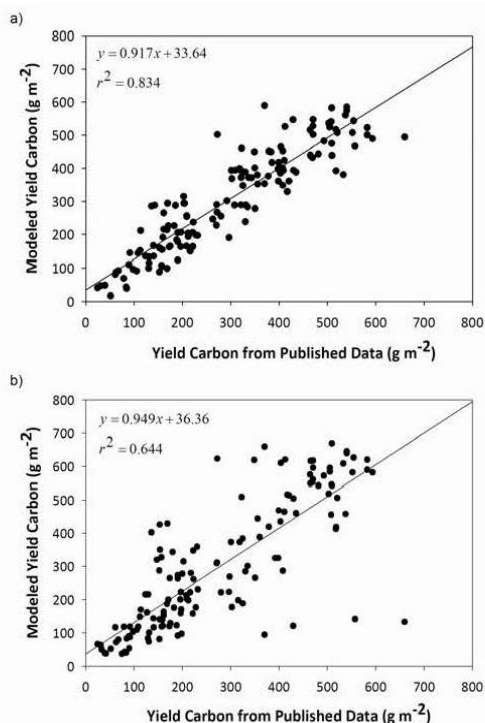 a)
800
y = 0.917x + 33.64
700
r² = 0.834
600
500
400
300
200
100
0
Modeled Yield Carbon (g m⁻²)
0 100 200 300 400 500 600 700 800
Yield Carbon from Published Data (g m⁻²)
b)
800
y = 0.949x + 36.36
700
r² = 0.644
600
500
400
300
200
100
0
Modeled Yield Carbon (g m⁻²)
0 100 200 300 400 500 600 700 800
Yield Carbon from Published Data (g m⁻²)